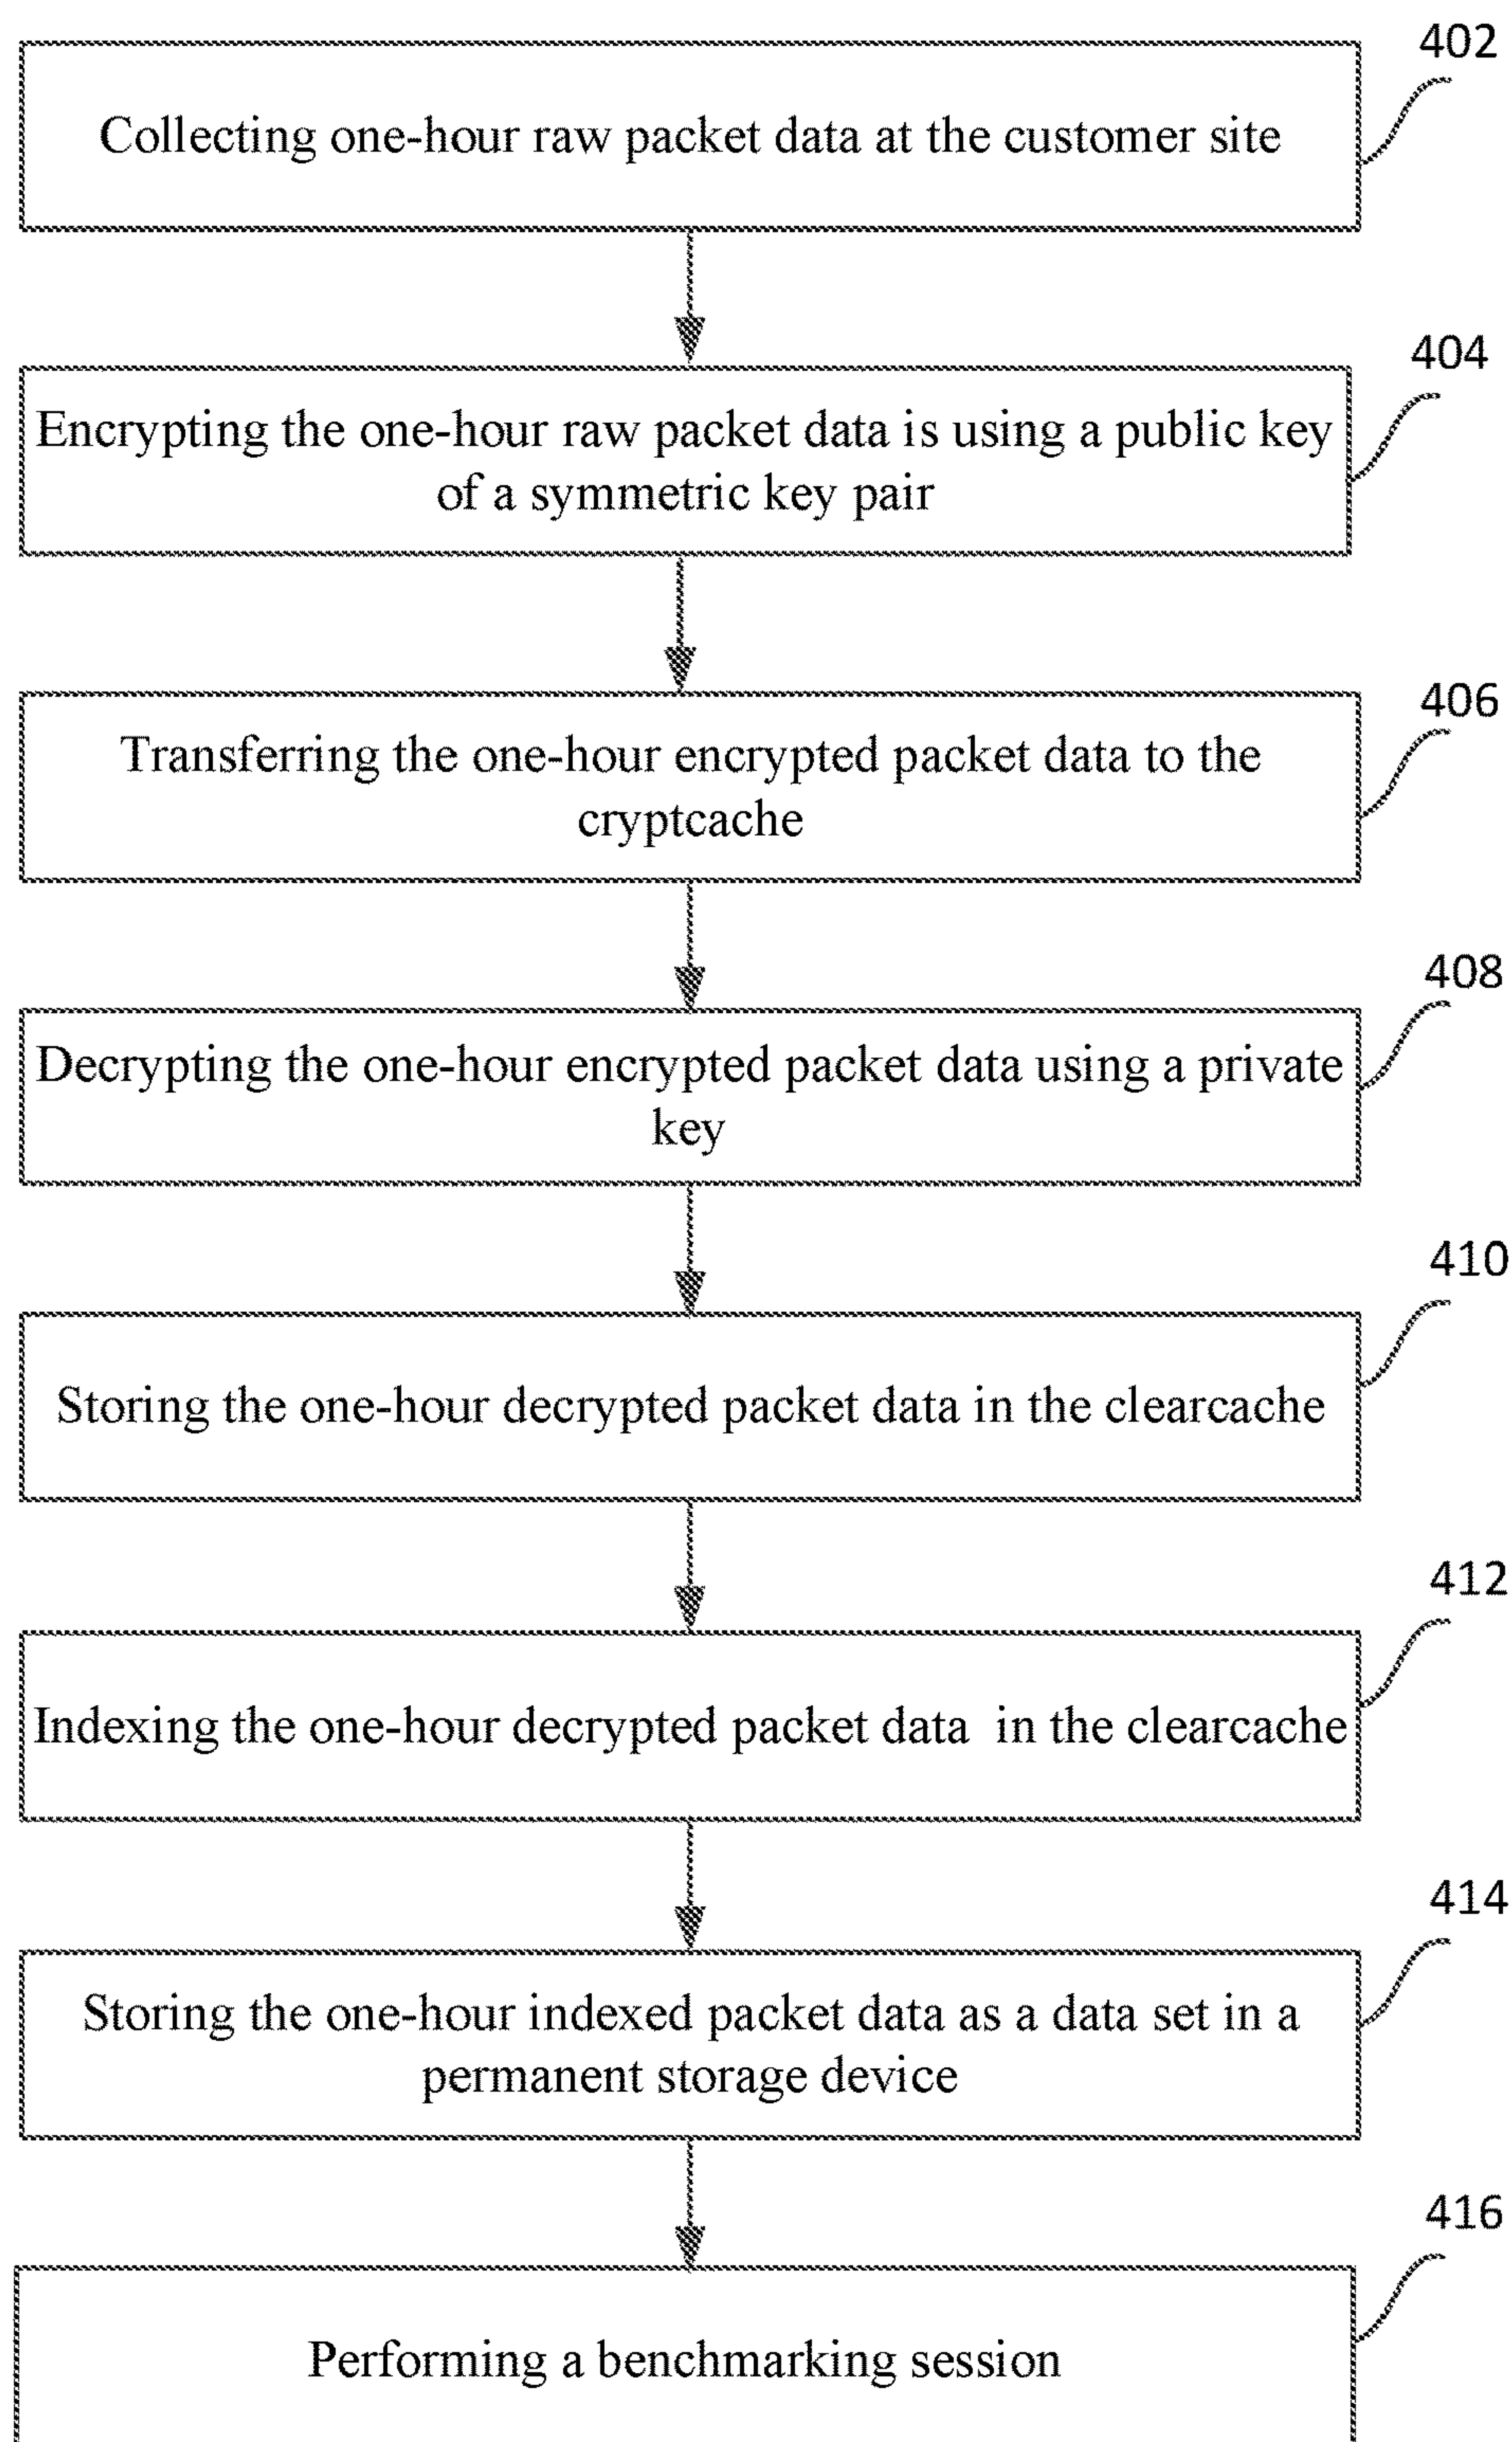 402
Collecting one-hour raw packet data at the customer site
404
Encrypting the one-hour raw packet data is using a public key
of a symmetric key pair
406
Transferring the one-hour encrypted packet data to the
cryptcache
408
Decrypting the one-hour encrypted packet data using a private
key
410
Storing the one-hour decrypted packet data in the clearcache
412
Indexing the one-hour decrypted packet data in the clearcache
414
Storing the one-hour indexed packet data as a data set in a
permanent storage device
416
Performing a benchmarking session